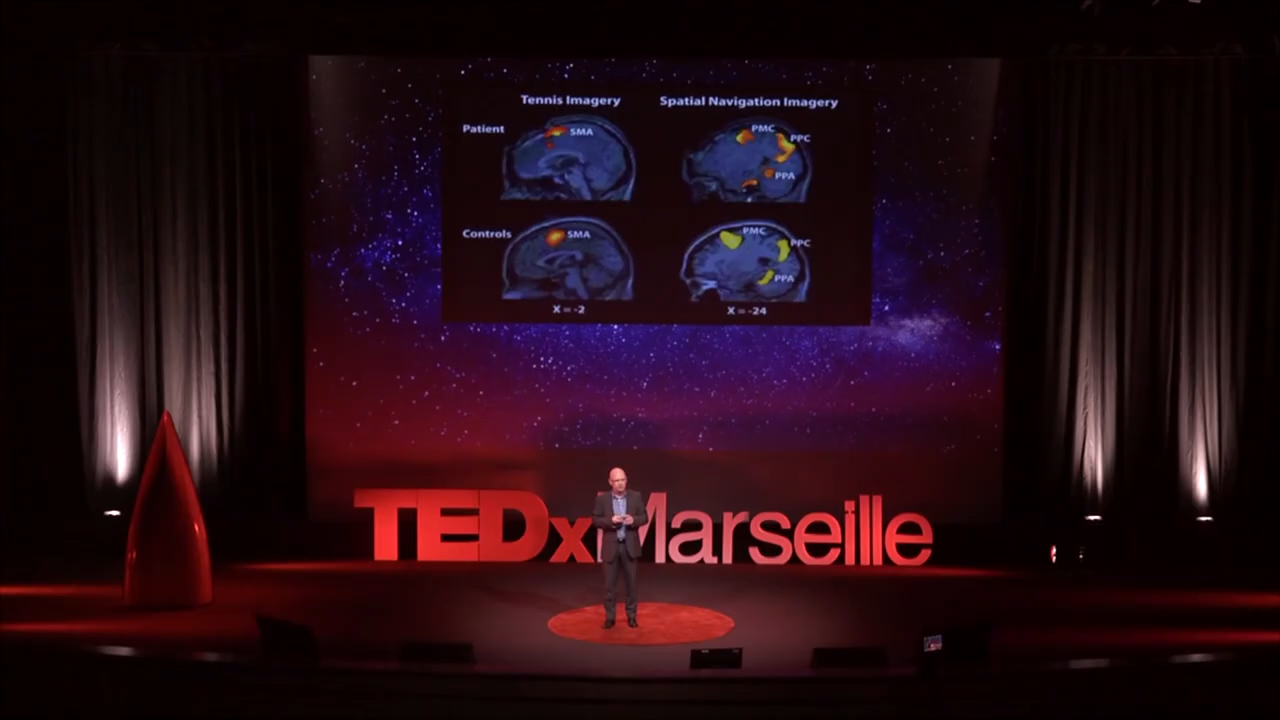 Tennis Imagery
Spatial Navigation Imagery
Patient
SMA
PMC
PPC
PPA
Controls
SMA
PMC
PPC
PPA
X = -2
X = -24
TEDxMarseille